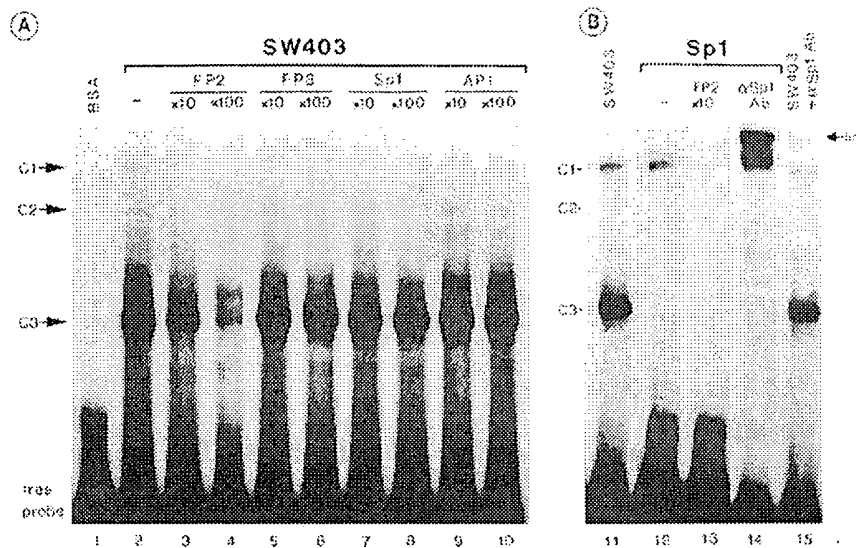 A
SW403
BSA
- FP2 FP3 Sp1 AP1
x10 x100 x10 x100 x10 x100 x10 x100
C1
C2
C3
free probe
1 2 3 4 5 6 7 8 9 10
B
SW403
Sp1
- FP2 x10 αSp1 Ab
SW403 +αSp1 Ab
C1-
C2-
C3-
11 12 13 14 15